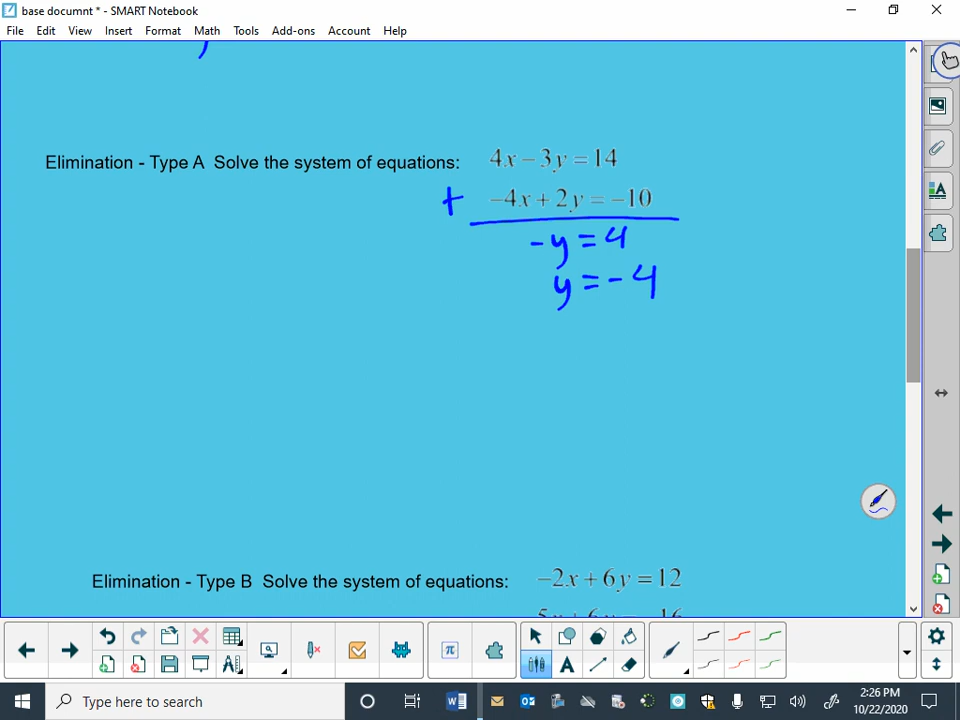 base documnt * - SMART Notebook
File Edit View Insert Format Math Tools Add-ons Account Help
y
Elimination - Type A Solve the system of equations: 4x − 3y = 14
+ −4x + 2y = −10
-y = 4
y = -4
Elimination - Type B Solve the system of equations: −2x + 6y = 12
A
π
A
Type here to search
2:26 PM
10/22/2020